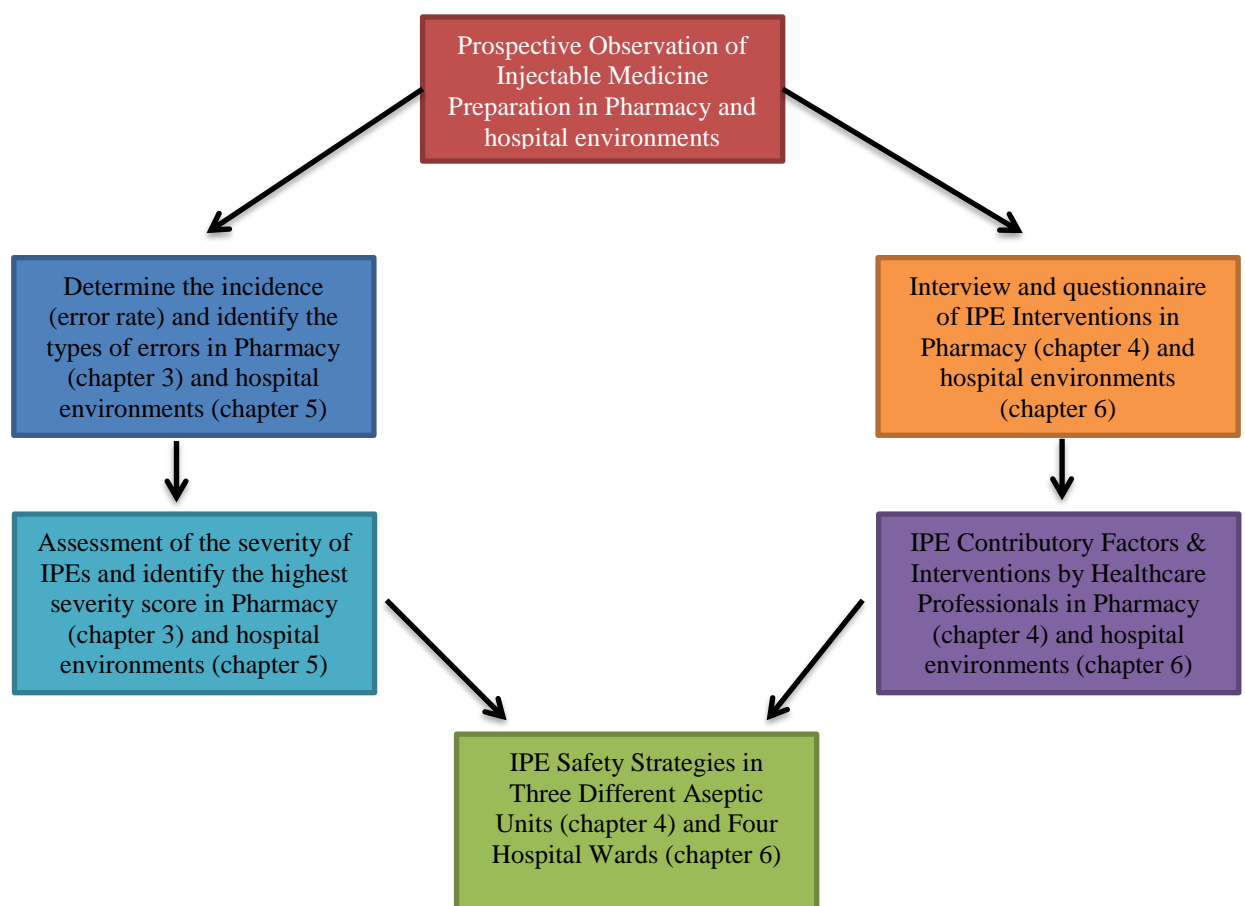 Prospective Observation of
Injectable Medicine
Preparation in Pharmacy and
hospital environments
Determine the incidence
(error rate) and identify the
types of errors in Pharmacy
(chapter 3) and hospital
environments (chapter 5)
Interview and questionnaire
of IPE Interventions in
Pharmacy (chapter 4) and
hospital environments
(chapter 6)
Assessment of the severity of
IPEs and identify the highest
severity score in Pharmacy
(chapter 3) and hospital
environments (chapter 5)
IPE Contributory Factors &
Interventions by Healthcare
Professionals in Pharmacy
(chapter 4) and hospital
environments (chapter 6)
IPE Safety Strategies in
Three Different Aseptic
Units (chapter 4) and Four
Hospital Wards (chapter 6)